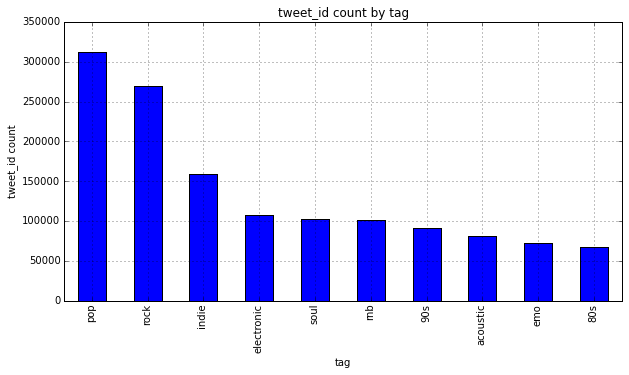 tweet_id count by tag
tweet_id count
350000
300000
250000
200000
150000
100000
50000
0
pop
rock
indie
electronic
soul
rnb
90s
acoustic
emo
80s
tag